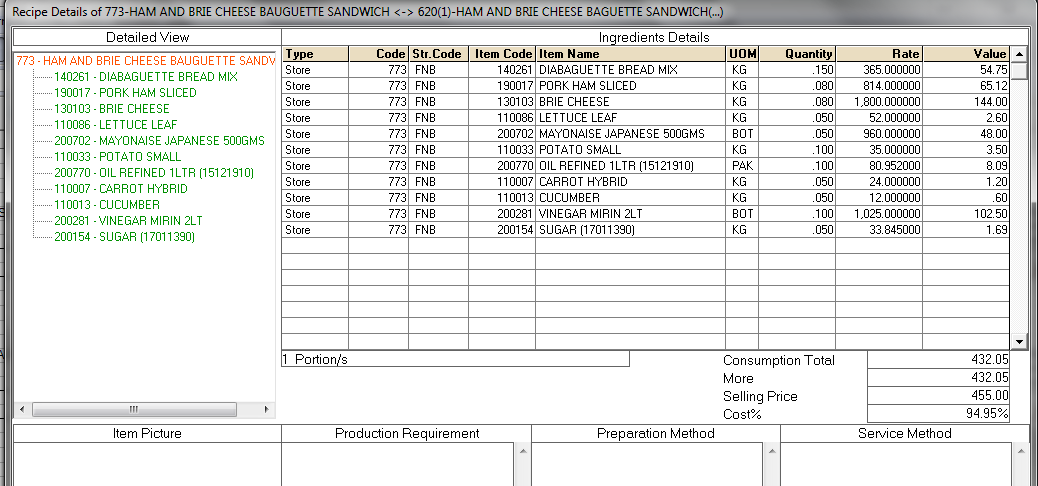 Recipe Details of 773-HAM AND BRIE CHEESE BAUGUETTE SANDWICH <-> 620(1)-HAM AND BRIE CHEESE BAGUETTE SANDWICH(...)
Detailed View
773 - HAM AND BRIE CHEESE BAUGUETTE SANDV
140261 - DIABAGUETTE BREAD MIX
190017 - PORK HAM SLICED
130103 - BRIE CHEESE
110086 - LETTUCE LEAF
200702 - MAYONAISE JAPANESE 500GMS
110033 - POTATO SMALL
200770 - OIL REFINED 1LTR (15121910)
110007 - CARROT HYBRID
110013 - CUCUMBER
200281 - VINEGAR MIRIN 2LT
200154 - SUGAR (17011390)
Ingredients Details
Type Code Str.Code Item Code Item Name UOM Quantity Rate Value
Store 773 FNB 140261 DIABAGUETTE BREAD MIX KG .150 365.000000 54.75
Store 773 FNB 190017 PORK HAM SLICED KG .080 814.000000 65.12
Store 773 FNB 130103 BRIE CHEESE KG .080 1,800.000000 144.00
Store 773 FNB 110086 LETTUCE LEAF KG .050 52.000000 2.60
Store 773 FNB 200702 MAYONAISE JAPANESE 500GMS BOT .050 960.000000 48.00
Store 773 FNB 110033 POTATO SMALL KG .100 35.000000 3.50
Store 773 FNB 200770 OIL REFINED 1LTR (15121910) PAK .100 80.952000 8.09
Store 773 FNB 110007 CARROT HYBRID KG .050 24.000000 1.20
Store 773 FNB 110013 CUCUMBER KG .050 12.000000 .60
Store 773 FNB 200281 VINEGAR MIRIN 2LT BOT .100 1,025.000000 102.50
Store 773 FNB 200154 SUGAR (17011390) KG .050 33.845000 1.69
1 Portion/s
Consumption Total 432.05
More 432.05
Selling Price 455.00
Cost% 94.95%
Item Picture
Production Requirement
Preparation Method
Service Method